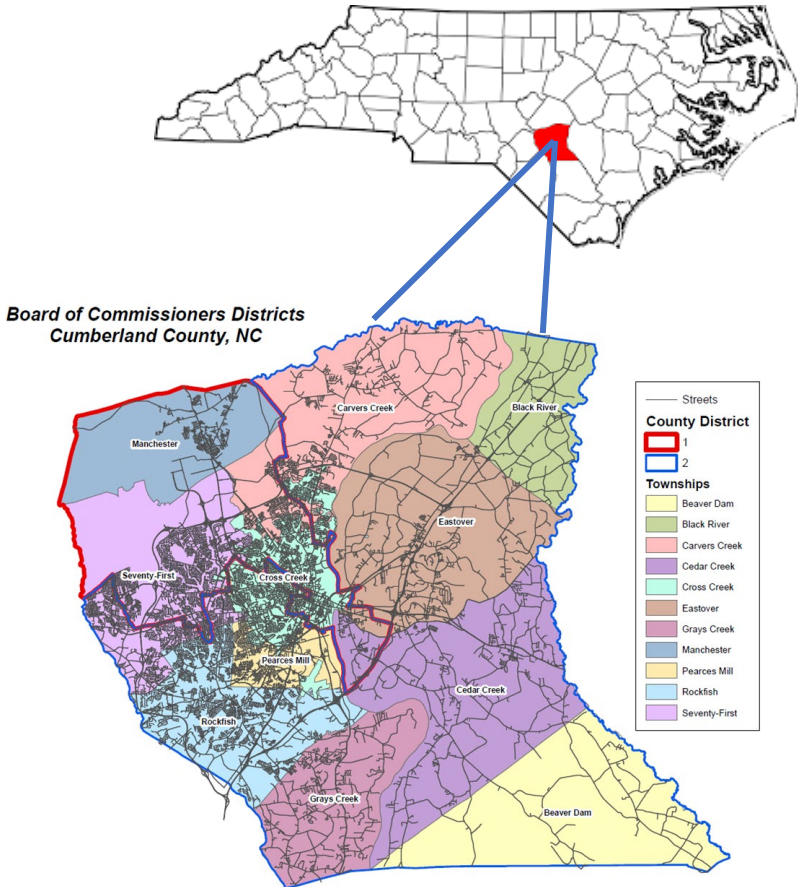 Board of Commissioners Districts
Cumberland County, NC
Carvers Creek
Black River
Manchester
Eastover
Seventy-First
Cross Creek
Pearces Mill
Cedar Creek
Rockfish
Grays Creek
Beaver Dam
Streets
County District
1
2
Townships
Beaver Dam
Black River
Carvers Creek
Cedar Creek
Cross Creek
Eastover
Grays Creek
Manchester
Pearces Mill
Rockfish
Seventy-First